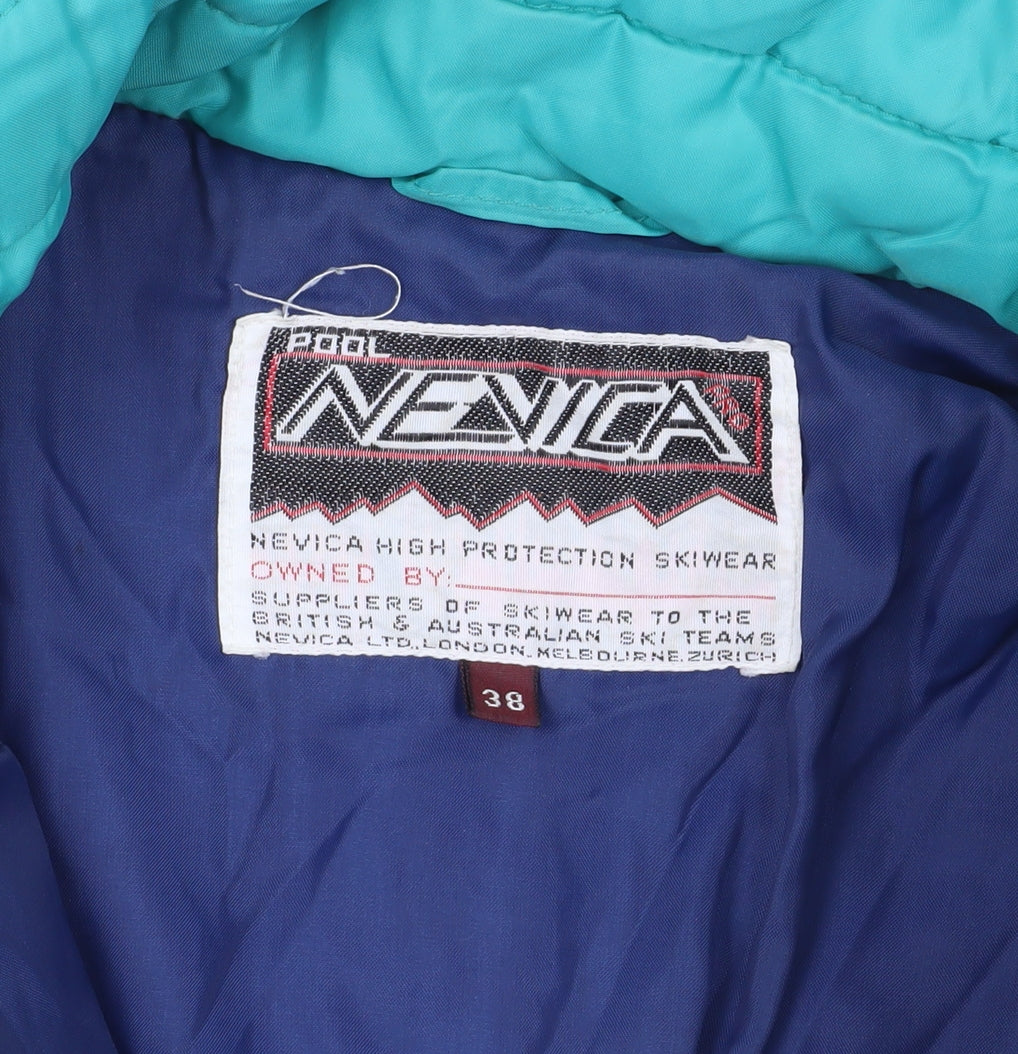 POOL
NEVICA
NEVICA HIGH PROTECTION SKIWEAR
OWNED BY:
SUPPLIERS OF SKIWEAR TO THE
BRITISH & AUSTRALIAN SKI TEAMS
NEVICA LTD., LONDON. MELBOURNE. ZURICH
38